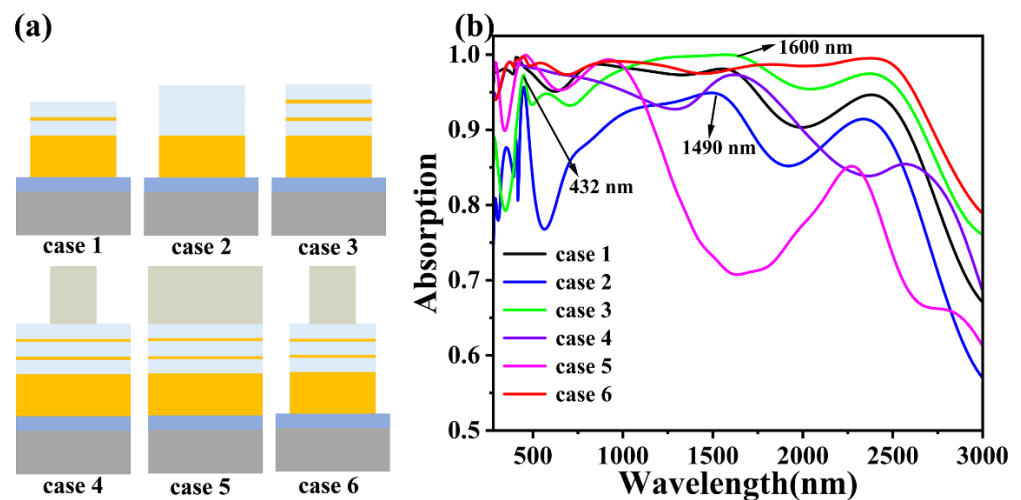 (a)
case 1
case 2
case 3
case 4
case 5
case 6
(b)
Absorption
1.0
0.9
0.8
0.7
0.6
0.5
1600 nm
1490 nm
432 nm
case 1
case 2
case 3
case 4
case 5
case 6
500
1000
1500
2000
2500
3000
Wavelength(nm)